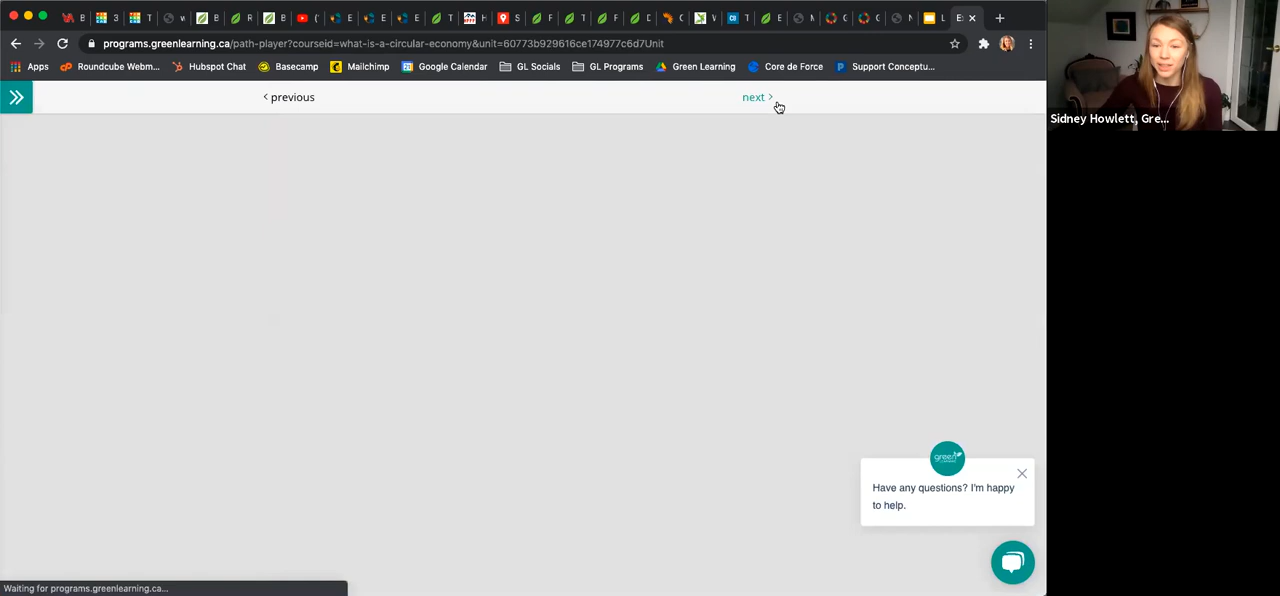 programs.greenlearning.ca/path-player?courseid=what-is-a-circular-economy&unit=60773b929616ce174977c6d7Unit
Apps Roundcube Webm... Hubspot Chat Basecamp Mailchimp Google Calendar GL Socials GL Programs Green Learning Core de Force Support Conceptu...
< previous next >
Sidney Howlett, Gre...
green
Have any questions? I'm happy
to help.
Waiting for programs.greenlearning.ca...